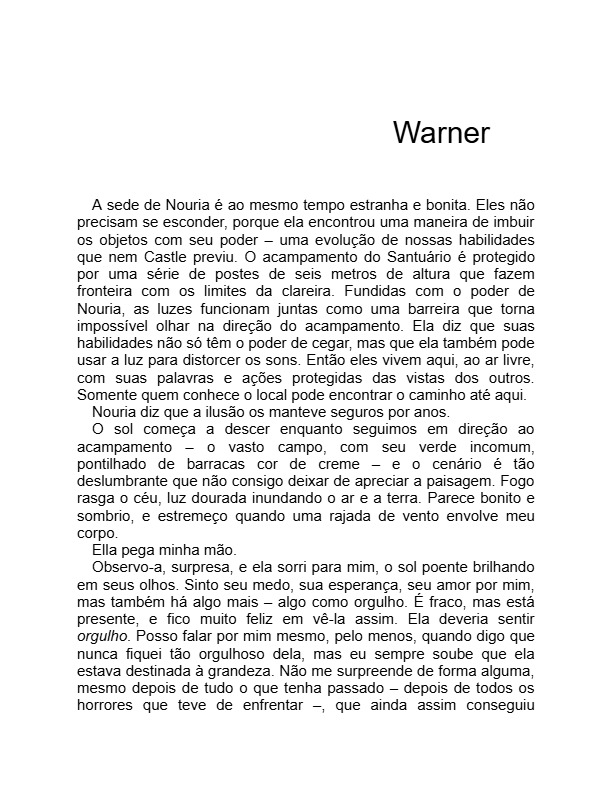 Warner
A sede de Nouria é ao mesmo tempo estranha e bonita. Eles não
precisam se esconder, porque ela encontrou uma maneira de imbuir
os objetos com seu poder – uma evolução de nossas habilidades
que nem Castle previu. O acampamento do Santuário é protegido
por uma série de postes de seis metros de altura que fazem
fronteira com os limites da clareira. Fundidas com o poder de
Nouria, as luzes funcionam juntas como uma barreira que torna
impossível olhar na direção do acampamento. Ela diz que suas
habilidades não só têm o poder de cegar, mas que ela também pode
usar a luz para distorcer os sons. Então eles vivem aqui, ao ar livre,
com suas palavras e ações protegidas das vistas dos outros.
Somente quem conhece o local pode encontrar o caminho até aqui.
Nouria diz que a ilusão os manteve seguros por anos.
O sol começa a descer enquanto seguimos em direção ao
acampamento – o vasto campo, com seu verde incomum,
pontilhado de barracas cor de creme – e o cenário é tão
deslumbrante que não consigo deixar de apreciar a paisagem. Fogo
rasga o céu, luz dourada inundando o ar e a terra. Parece bonito e
sombrio, e estremeço quando uma rajada de vento envolve meu
corpo.
Ella pega minha mão.
Observo-a, surpresa, e ela sorri para mim, o sol poente brilhando
em seus olhos. Sinto seu medo, sua esperança, seu amor por mim,
mas também há algo mais – algo como orgulho. É fraco, mas está
presente, e fico muito feliz em vê-la assim. Ela deveria sentir
orgulho. Posso falar por mim mesmo, pelo menos, quando digo que
nunca fiquei tão orgulhoso dela, mas eu sempre soube que ela
estava destinada à grandeza. Não me surpreende de forma alguma,
mesmo depois de tudo o que tenha passado – depois de todos os
horrores que teve de enfrentar –, que ainda assim conseguiu